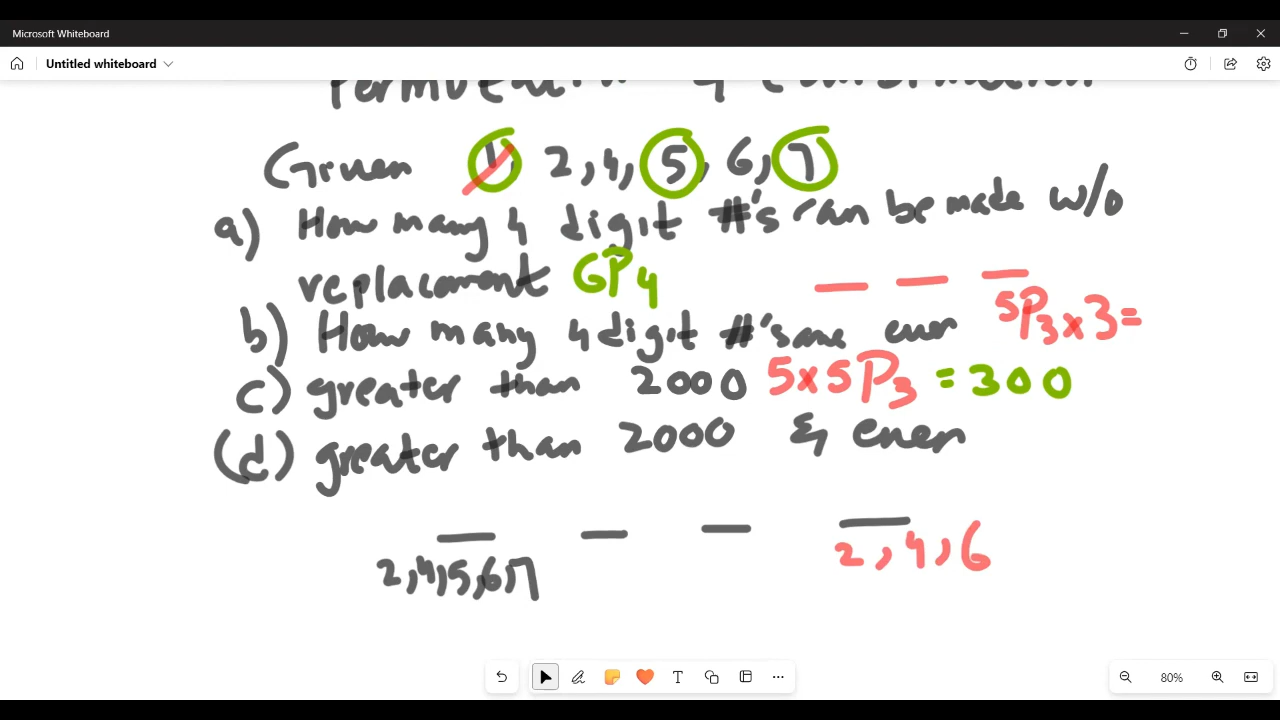 Microsoft Whiteboard
Untitled whiteboard
Given 1, 2, 4, 5, 6, 7
a) How many 4 digit #'s can be made w/o
replacement 6P4
b) How many 4 digit #'s are even 5P3 x 3 =
c) greater than 2000 5 x 5P3 = 300
(d) greater than 2000 & even
2, 4, 5, 6, 7 2, 4, 6
80%